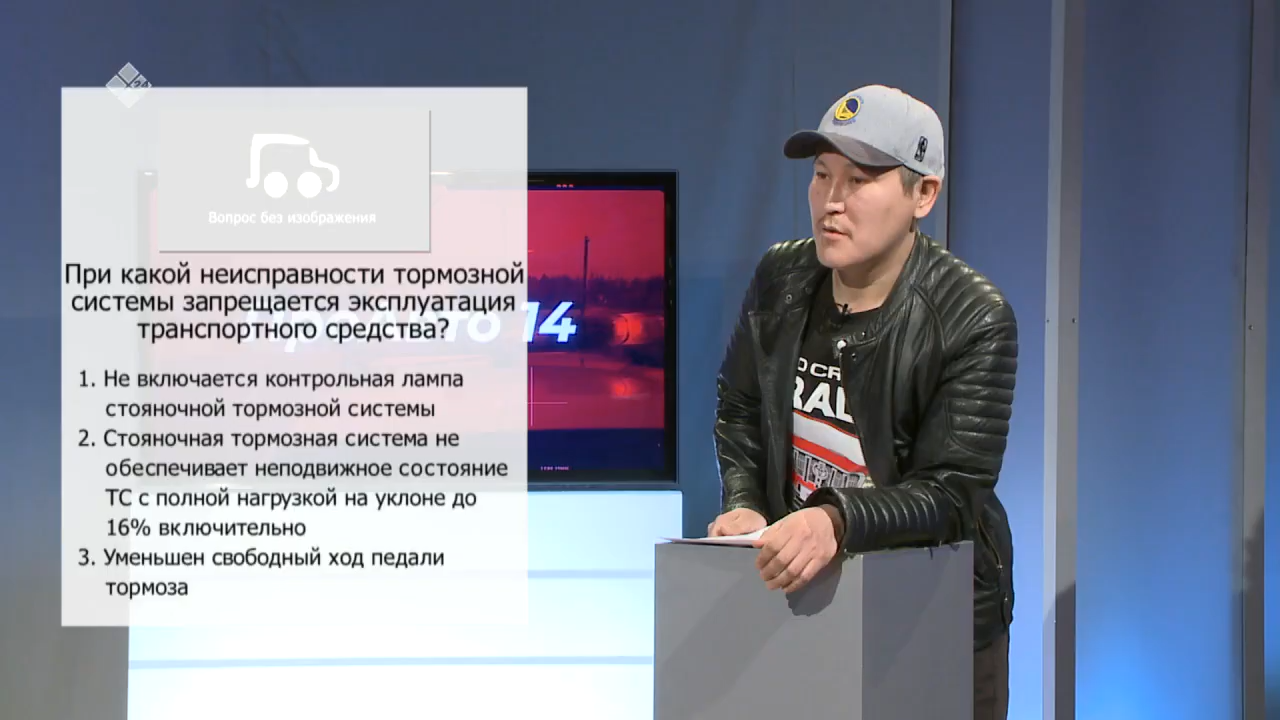 Вопрос без изображения
При какой неисправности тормозной
системы запрещается эксплуатация
транспортного средства?
1. Не включается контрольная лампа
стояночной тормозной системы
2. Стояночная тормозная система не
обеспечивает неподвижное состояние
ТС с полной нагрузкой на уклоне до
16% включительно
3. Уменьшен свободный ход педали
тормоза
14